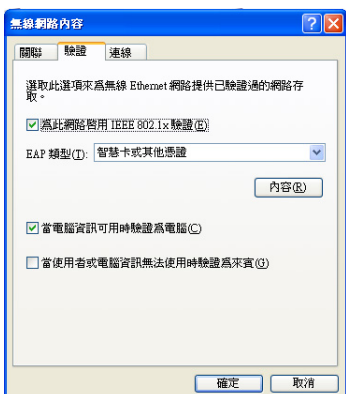 無線網路內容
關聯 驗證 連線
選取此選項來為無線 Ethernet 網路提供已驗證過的網路存
取。
為此網路啓用 IEEE 802.1x 驗證(E)
EAP 類型(T): 智慧卡或其他憑證
內容(R)
當電腦資訊可用時驗證為電腦(C)
當使用者或電腦資訊無法使用時驗證為來賓(G)
確定 取消